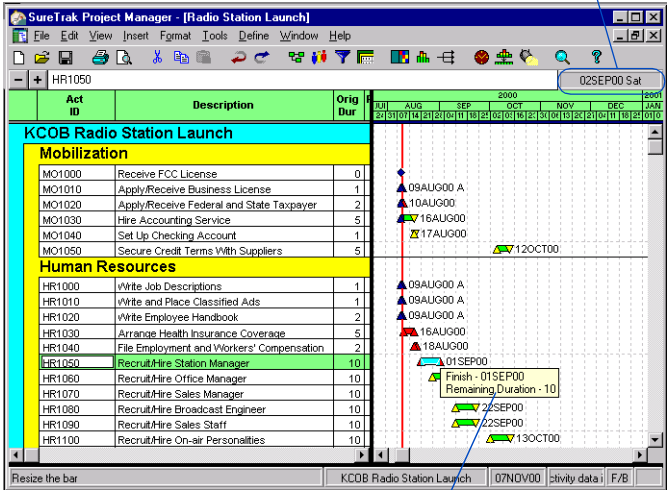 SureTrak Project Manager - [Radio Station Launch]
File Edit View Insert Format Tools Define Window Help
HR1050
02SEP00 Sat
Act ID Description Orig Dur
2000 2001
AUG SEP OCT NOV DEC JAN
KCOB Radio Station Launch
Mobilization
MO1000 Receive FCC License 0
MO1010 Apply/Receive Business License 1 09AUG00 A
MO1020 Apply/Receive Federal and State Taxpayer 2 10AUG00
MO1030 Hire Accounting Service 5 16AUG00
MO1040 Set Up Checking Account 1 17AUG00
MO1050 Secure Credit Terms With Suppliers 5 12OCT00
Human Resources
HR1000 Write Job Descriptions 1 09AUG00 A
HR1010 Write and Place Classified Ads 1 09AUG00 A
HR1020 Write Employee Handbook 2 09AUG00 A
HR1030 Arrange Health Insurance Coverage 5 16AUG00
HR1040 File Employment and Workers' Compensation 2 18AUG00
HR1050 Recruit/Hire Station Manager 10 01SEP00
HR1060 Recruit/Hire Office Manager 10
Finish - 01SEP00
Remaining Duration - 10
HR1070 Recruit/Hire Sales Manager 10
HR1080 Recruit/Hire Broadcast Engineer 10 22SEP00
HR1090 Recruit/Hire Sales Staff 10 22SEP00
HR1100 Recruit/Hire On-air Personalities 10 13OCT00
Resize the bar KCOB Radio Station Launch 07NOV00 ctivity data i F/B